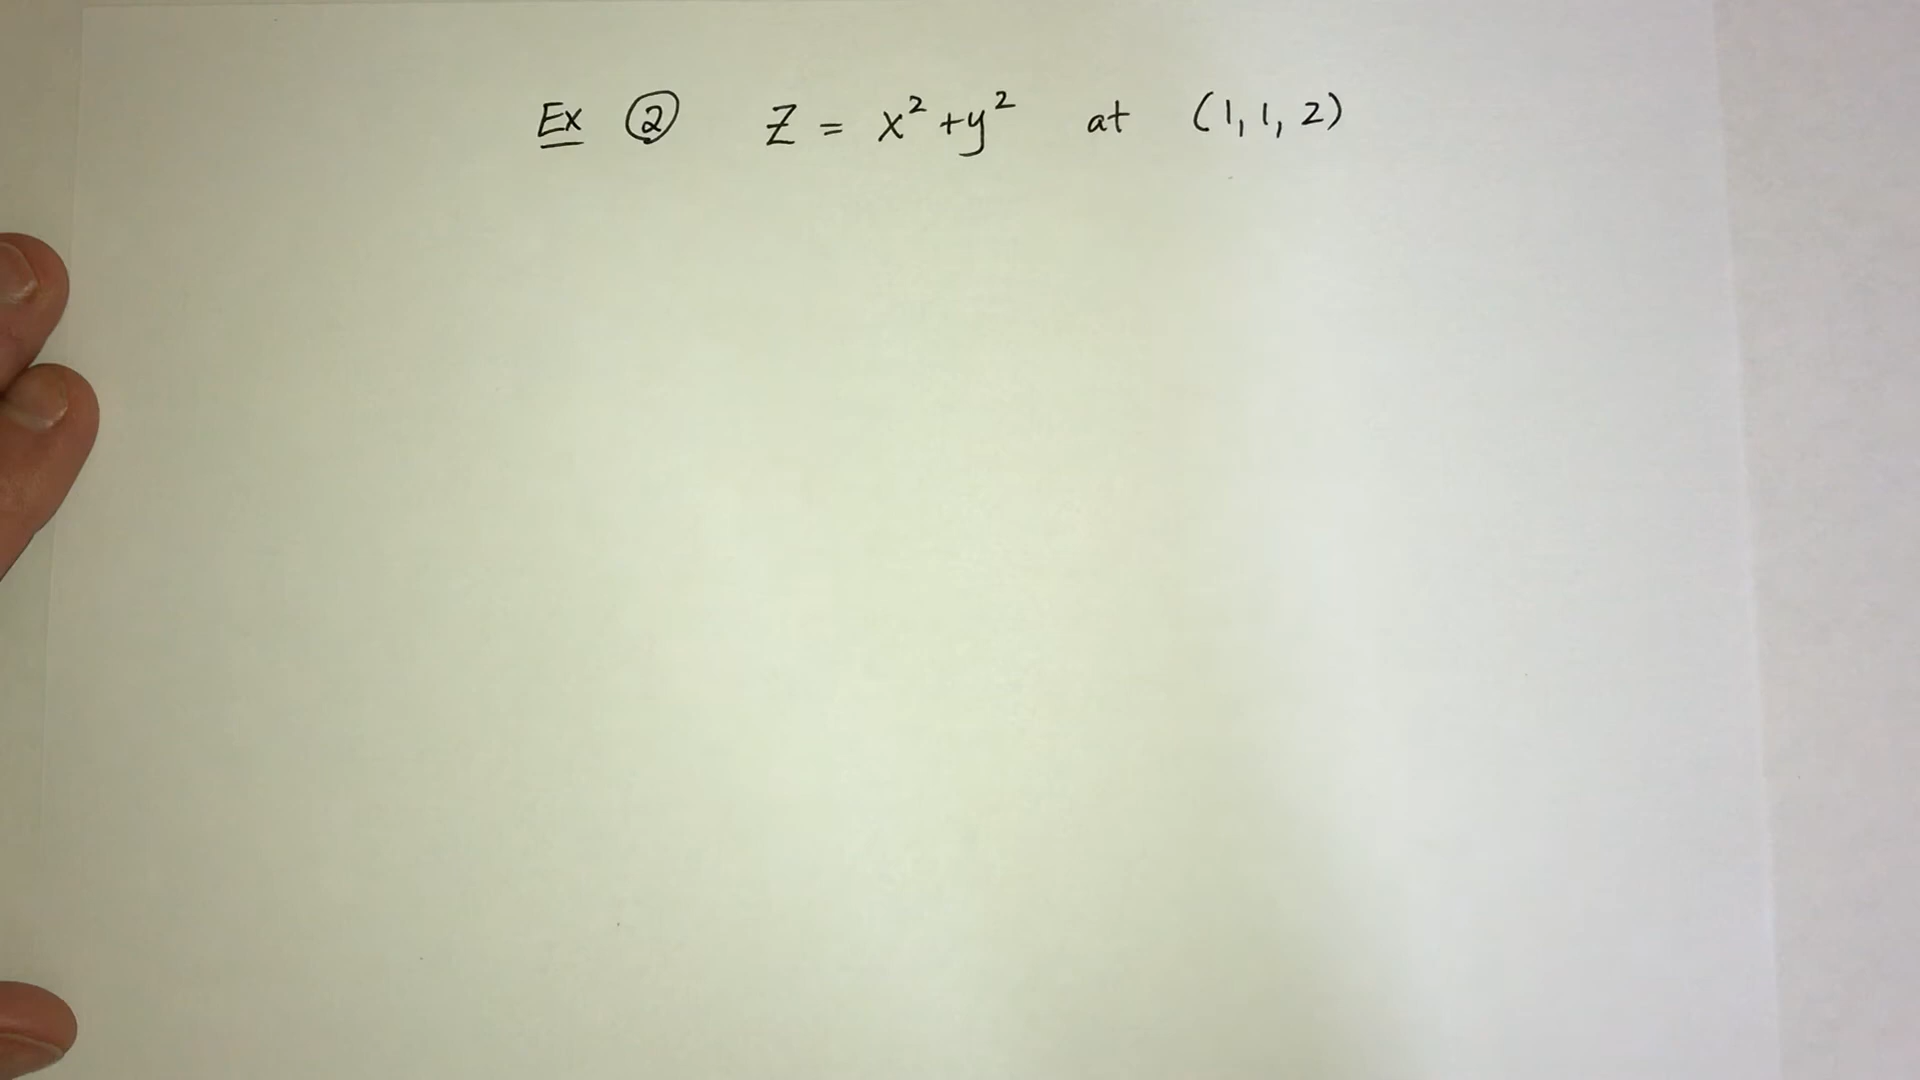 Ex ② Z = x² + y² at (1, 1, 2)